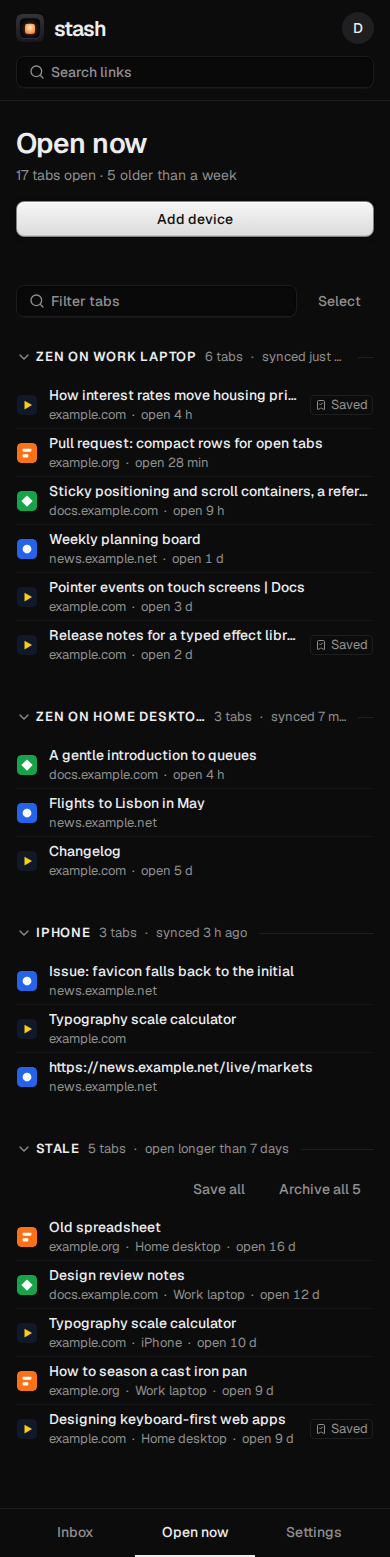 stash
D
Search links
Open now
17 tabs open · 5 older than a week
Add device
Filter tabs
Select
ZEN ON WORK LAPTOP 6 tabs · synced just …
How interest rates move housing pri…
example.com · open 4 h
Saved
Pull request: compact rows for open tabs
example.org · open 28 min
Sticky positioning and scroll containers, a refer…
docs.example.com · open 9 h
Weekly planning board
news.example.net · open 1 d
Pointer events on touch screens | Docs
example.com · open 3 d
Release notes for a typed effect libr…
example.com · open 2 d
Saved
ZEN ON HOME DESKTO… 3 tabs · synced 7 m…
A gentle introduction to queues
docs.example.com · open 4 h
Flights to Lisbon in May
news.example.net
Changelog
example.com · open 5 d
IPHONE 3 tabs · synced 3 h ago
Issue: favicon falls back to the initial
news.example.net
Typography scale calculator
example.com
https://news.example.net/live/markets
news.example.net
STALE 5 tabs · open longer than 7 days
Save all Archive all 5
Old spreadsheet
example.org · Home desktop · open 16 d
Design review notes
docs.example.com · Work laptop · open 12 d
Typography scale calculator
example.com · iPhone · open 10 d
How to season a cast iron pan
example.org · Work laptop · open 9 d
Designing keyboard-first web apps
example.com · Home desktop · open 9 d
Saved
Inbox Open now Settings